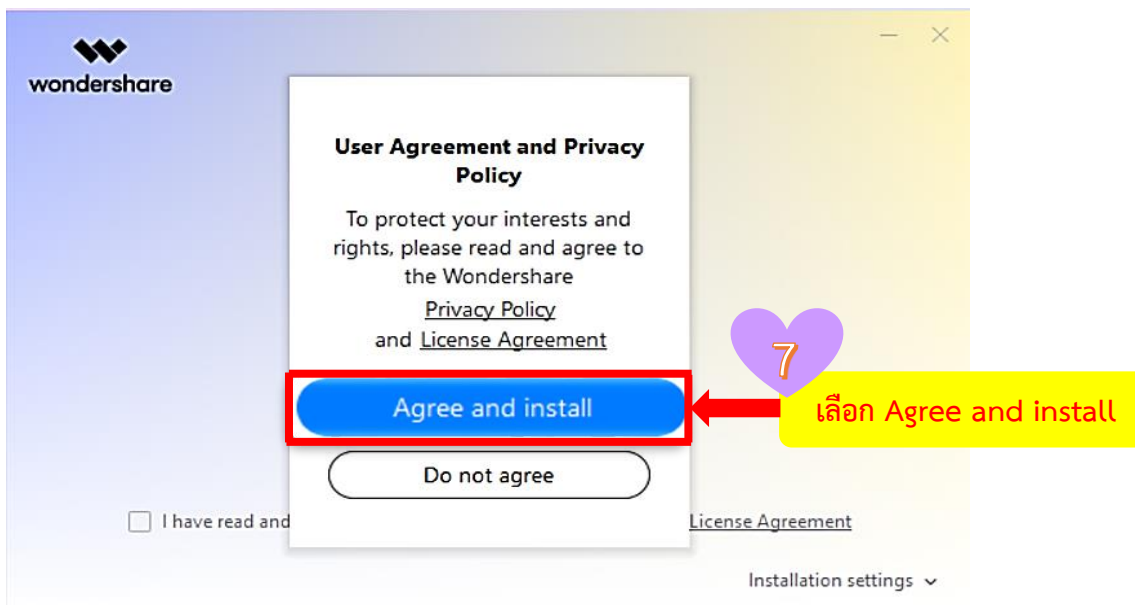 wondershare
User Agreement and Privacy
Policy
To protect your interests and
rights, please read and agree to
the Wondershare
Privacy Policy
and License Agreement
7
Agree and install
เลือก Agree and install
Do not agree
I have read and
License Agreement
Installation settings